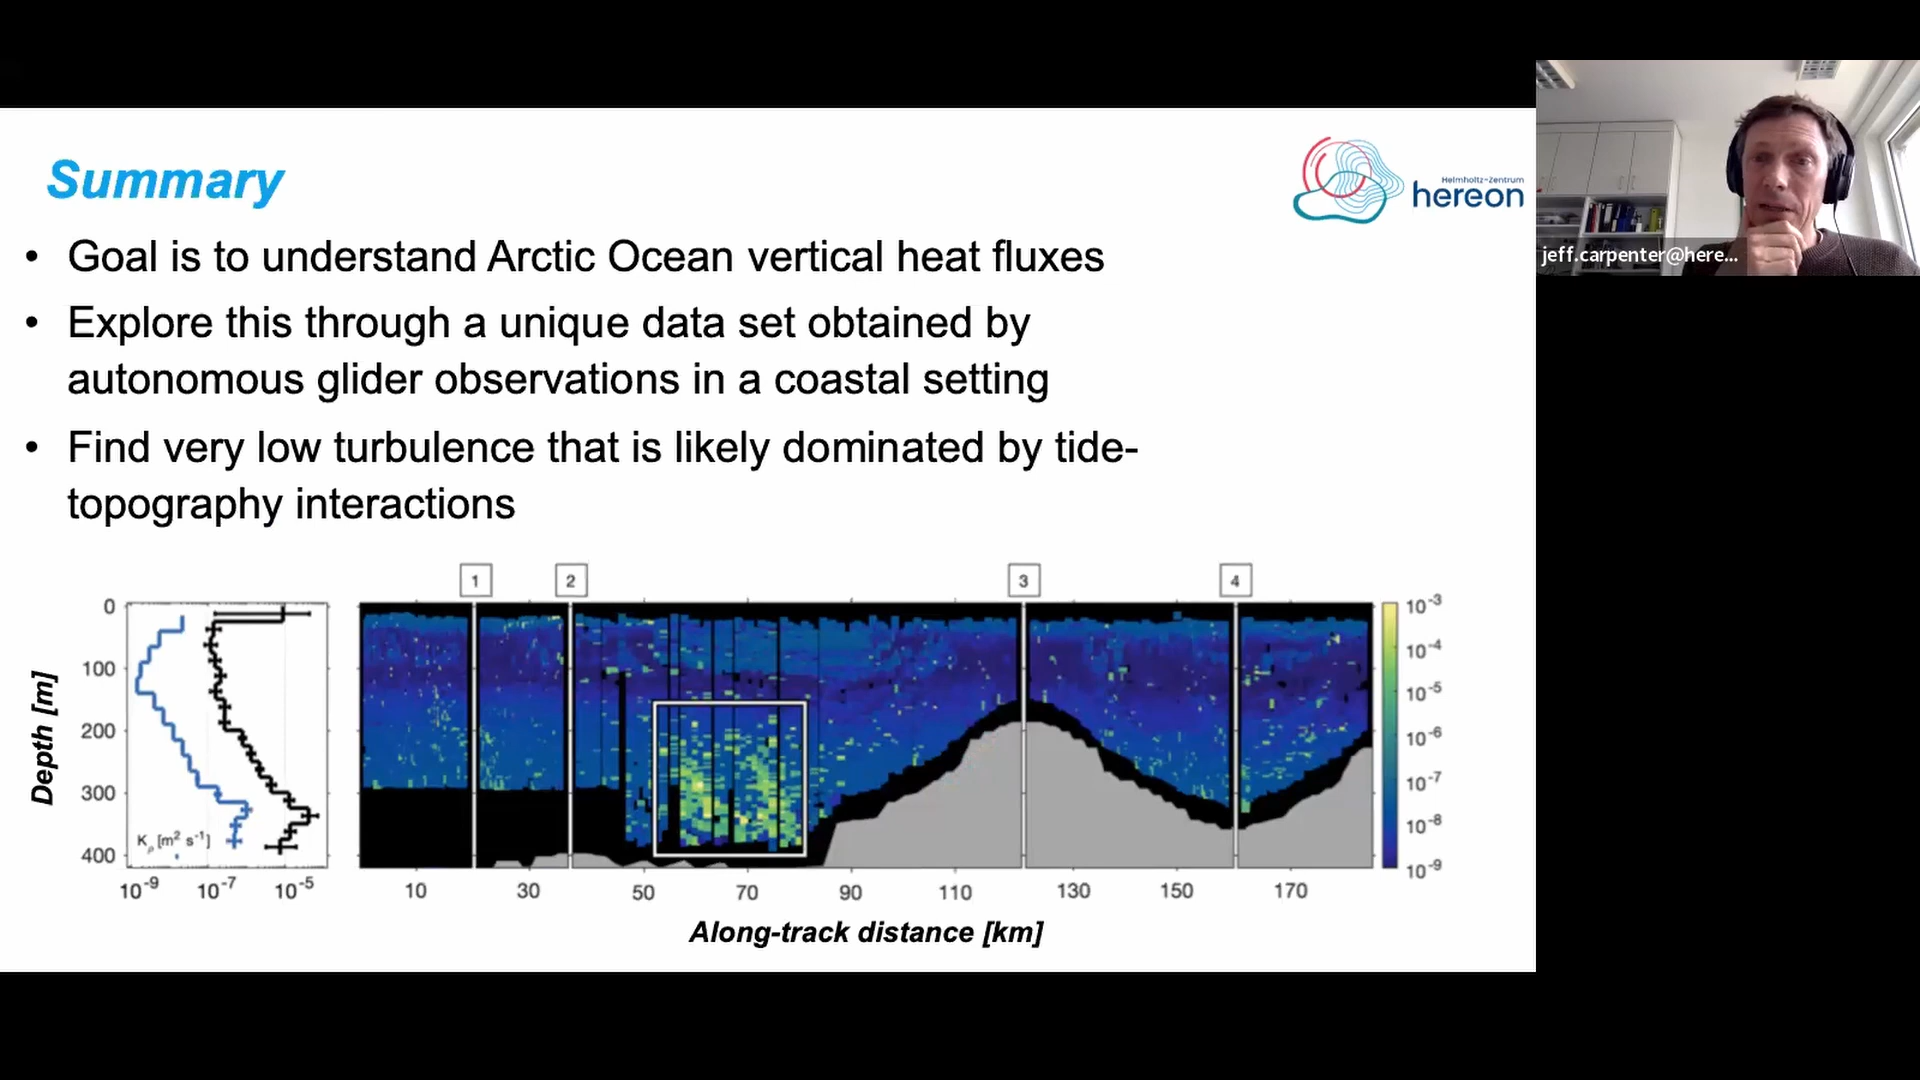 Summary
Helmholtz-Zentrum
hereon
jeff.carpenter@here...
• Goal is to understand Arctic Ocean vertical heat fluxes
• Explore this through a unique data set obtained by
autonomous glider observations in a coastal setting
• Find very low turbulence that is likely dominated by tide-
topography interactions
1 2 3 4
Depth [m]
0
100
200
300
400
Kρ [m² s⁻¹]
10⁻⁹ 10⁻⁷ 10⁻⁵
10 30 50 70 90 110 130 150 170
10⁻³
10⁻⁴
10⁻⁵
10⁻⁶
10⁻⁷
10⁻⁸
10⁻⁹
Along-track distance [km]